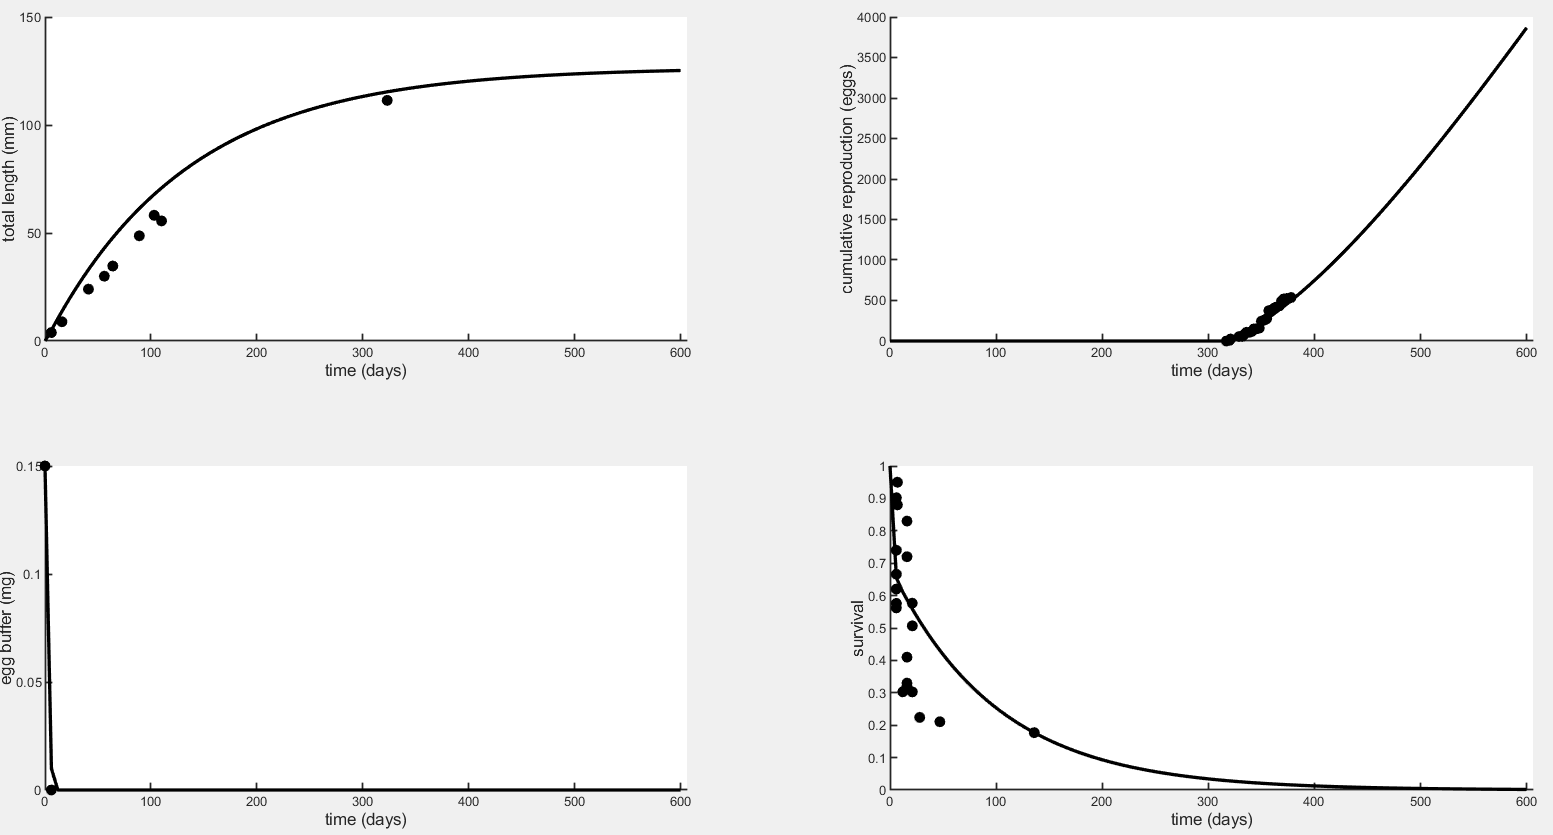 150
100
50
0
total length (mm)
0 100 200 300 400 500 600
time (days)
4000
3500
3000
2500
2000
1500
1000
500
0
cumulative reproduction (eggs)
0 100 200 300 400 500 600
time (days)
0.15
0.1
0.05
0
egg buffer (mg)
0 100 200 300 400 500 600
time (days)
1
0.9
0.8
0.7
0.6
0.5
0.4
0.3
0.2
0.1
0
survival
0 100 200 300 400 500 600
time (days)